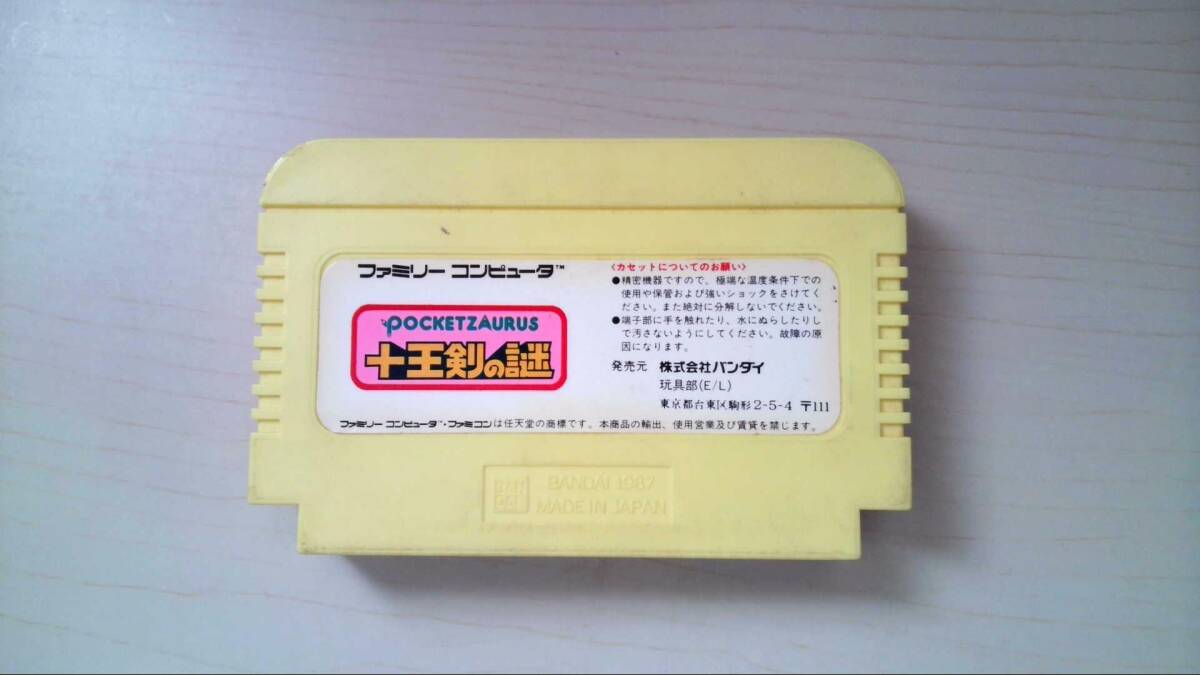 ファミリー コンピュータ™
POCKETZAURUS
十王剣の謎
〈カセットについてのお願い〉
●精密機器ですので、極端な温度条件下での
使用や保管および強いショックをさけてく
ださい。また絶対に分解しないでください。
●端子部に手を触れたり、水にぬらしたりし
て汚さないようにしてください。故障の原
因になります。
発売元 株式会社バンダイ
玩具部(E/L)
東京都台東区駒形2-5-4 〒111
ファミリー コンピュータ™・ファミコンは任天堂の商標です。本商品の輸出、使用営業及び賃貸を禁じます。
BAN
DAI
BANDAI 1987
MADE IN JAPAN